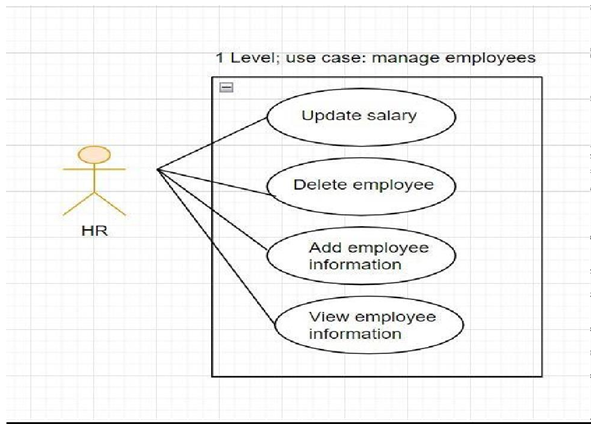 1 Level; use case: manage employees
Update salary
Delete employee
HR
Add employee
information
View employee
information